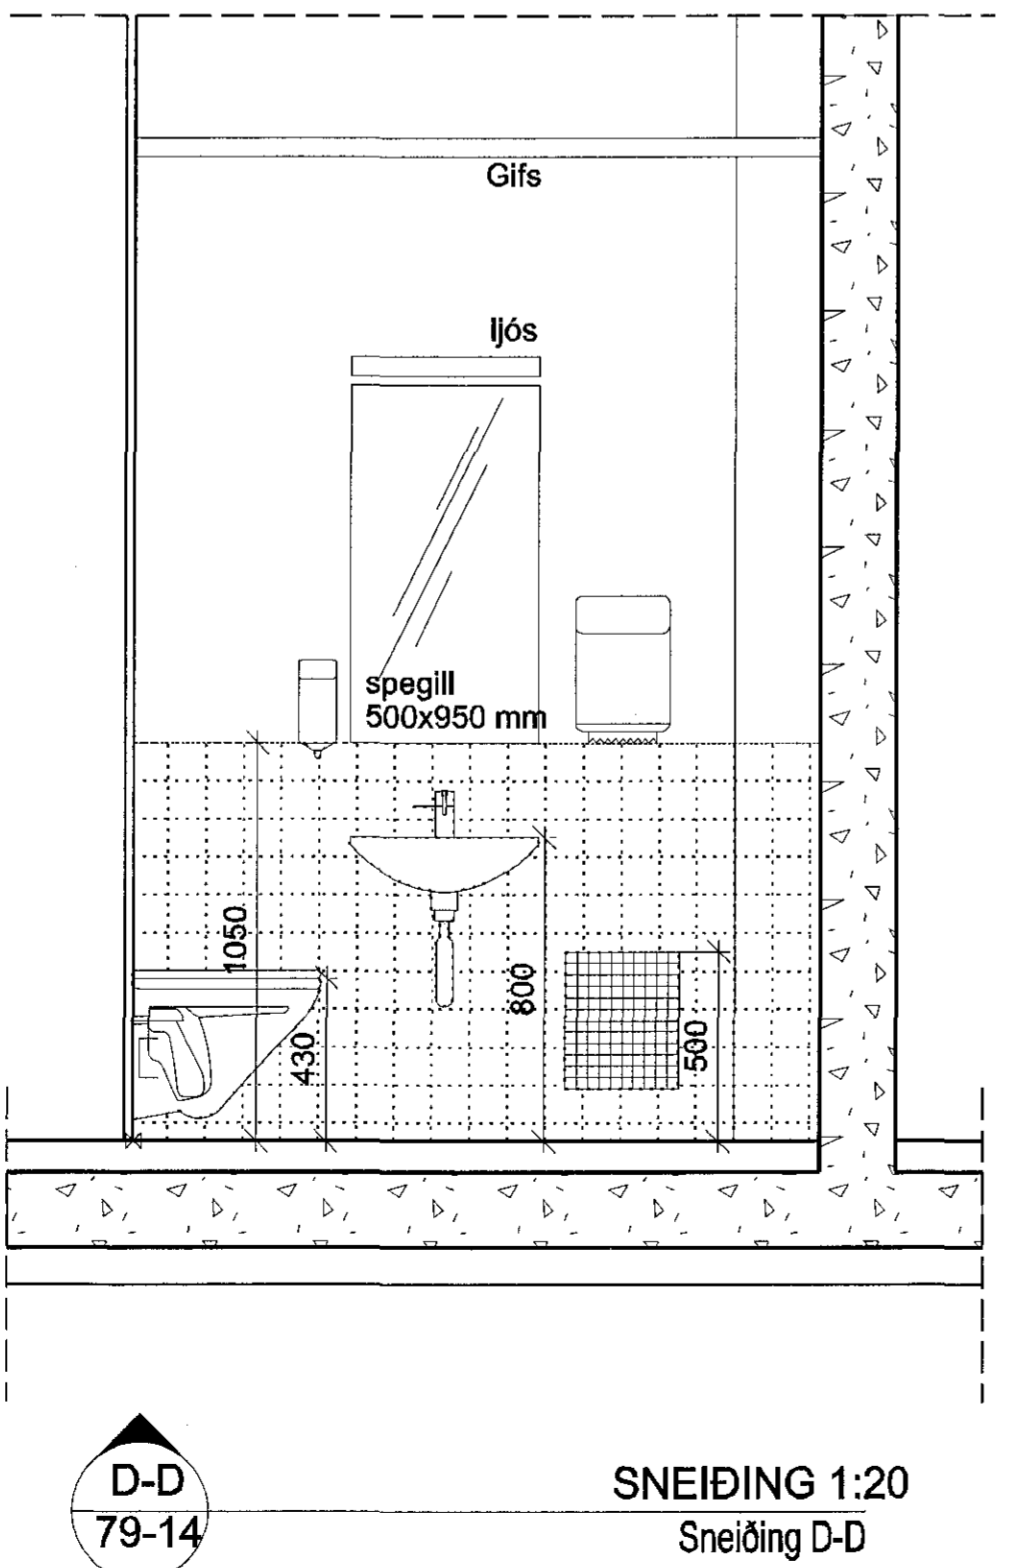 Gifs
ljós
spegill
500x950 mm
1050
800
430
500
D-D
79-14
SNEIÐING 1:20
Sneiðing D-D